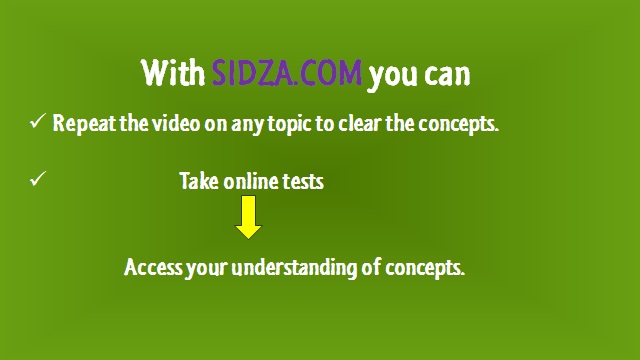 With SIDZA.COM you can
✓ Repeat the video on any topic to clear the concepts.
✓ Take online tests
Access your understanding of concepts.